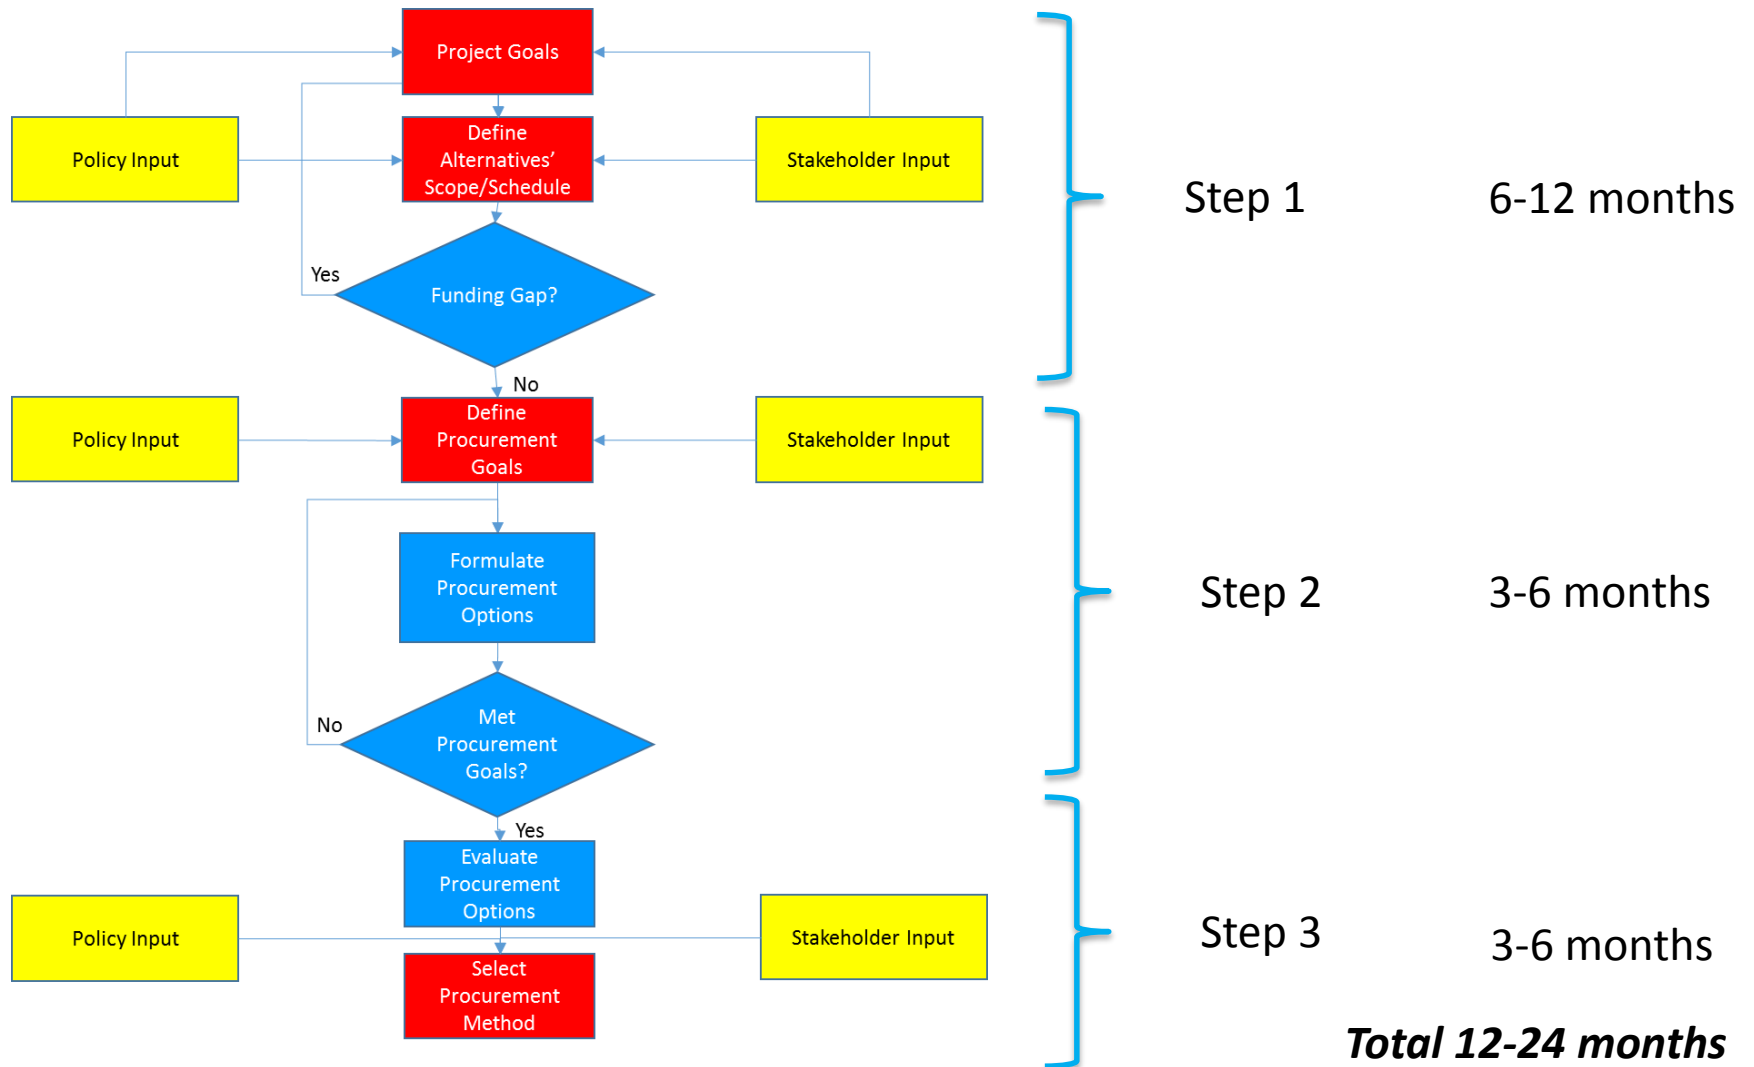 Project Goals
Policy Input
Define
Alternatives’
Scope/Schedule
Stakeholder Input
Step 1
6-12 months
Yes
Funding Gap?
No
Policy Input
Define
Procurement
Goals
Stakeholder Input
Formulate
Procurement
Options
Step 2
3-6 months
No
Met
Procurement
Goals?
Yes
Evaluate
Procurement
Options
Policy Input
Stakeholder Input
Step 3
3-6 months
Select
Procurement
Method
Total 12-24 months